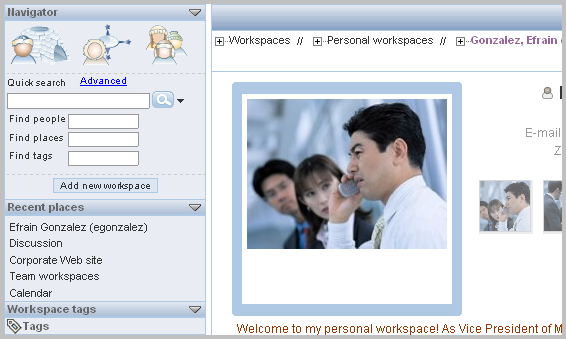 Navigator
Quick search Advanced
Find people
Find places
Find tags
Add new workspace
Recent places
Efrain Gonzalez (egonzalez)
Discussion
Corporate Web site
Team workspaces
Calendar
Workspace tags
Tags
Workspaces // Personal workspaces // Gonzalez, Efrain
E-mail
Z
Welcome to my personal workspace! As Vice President of M